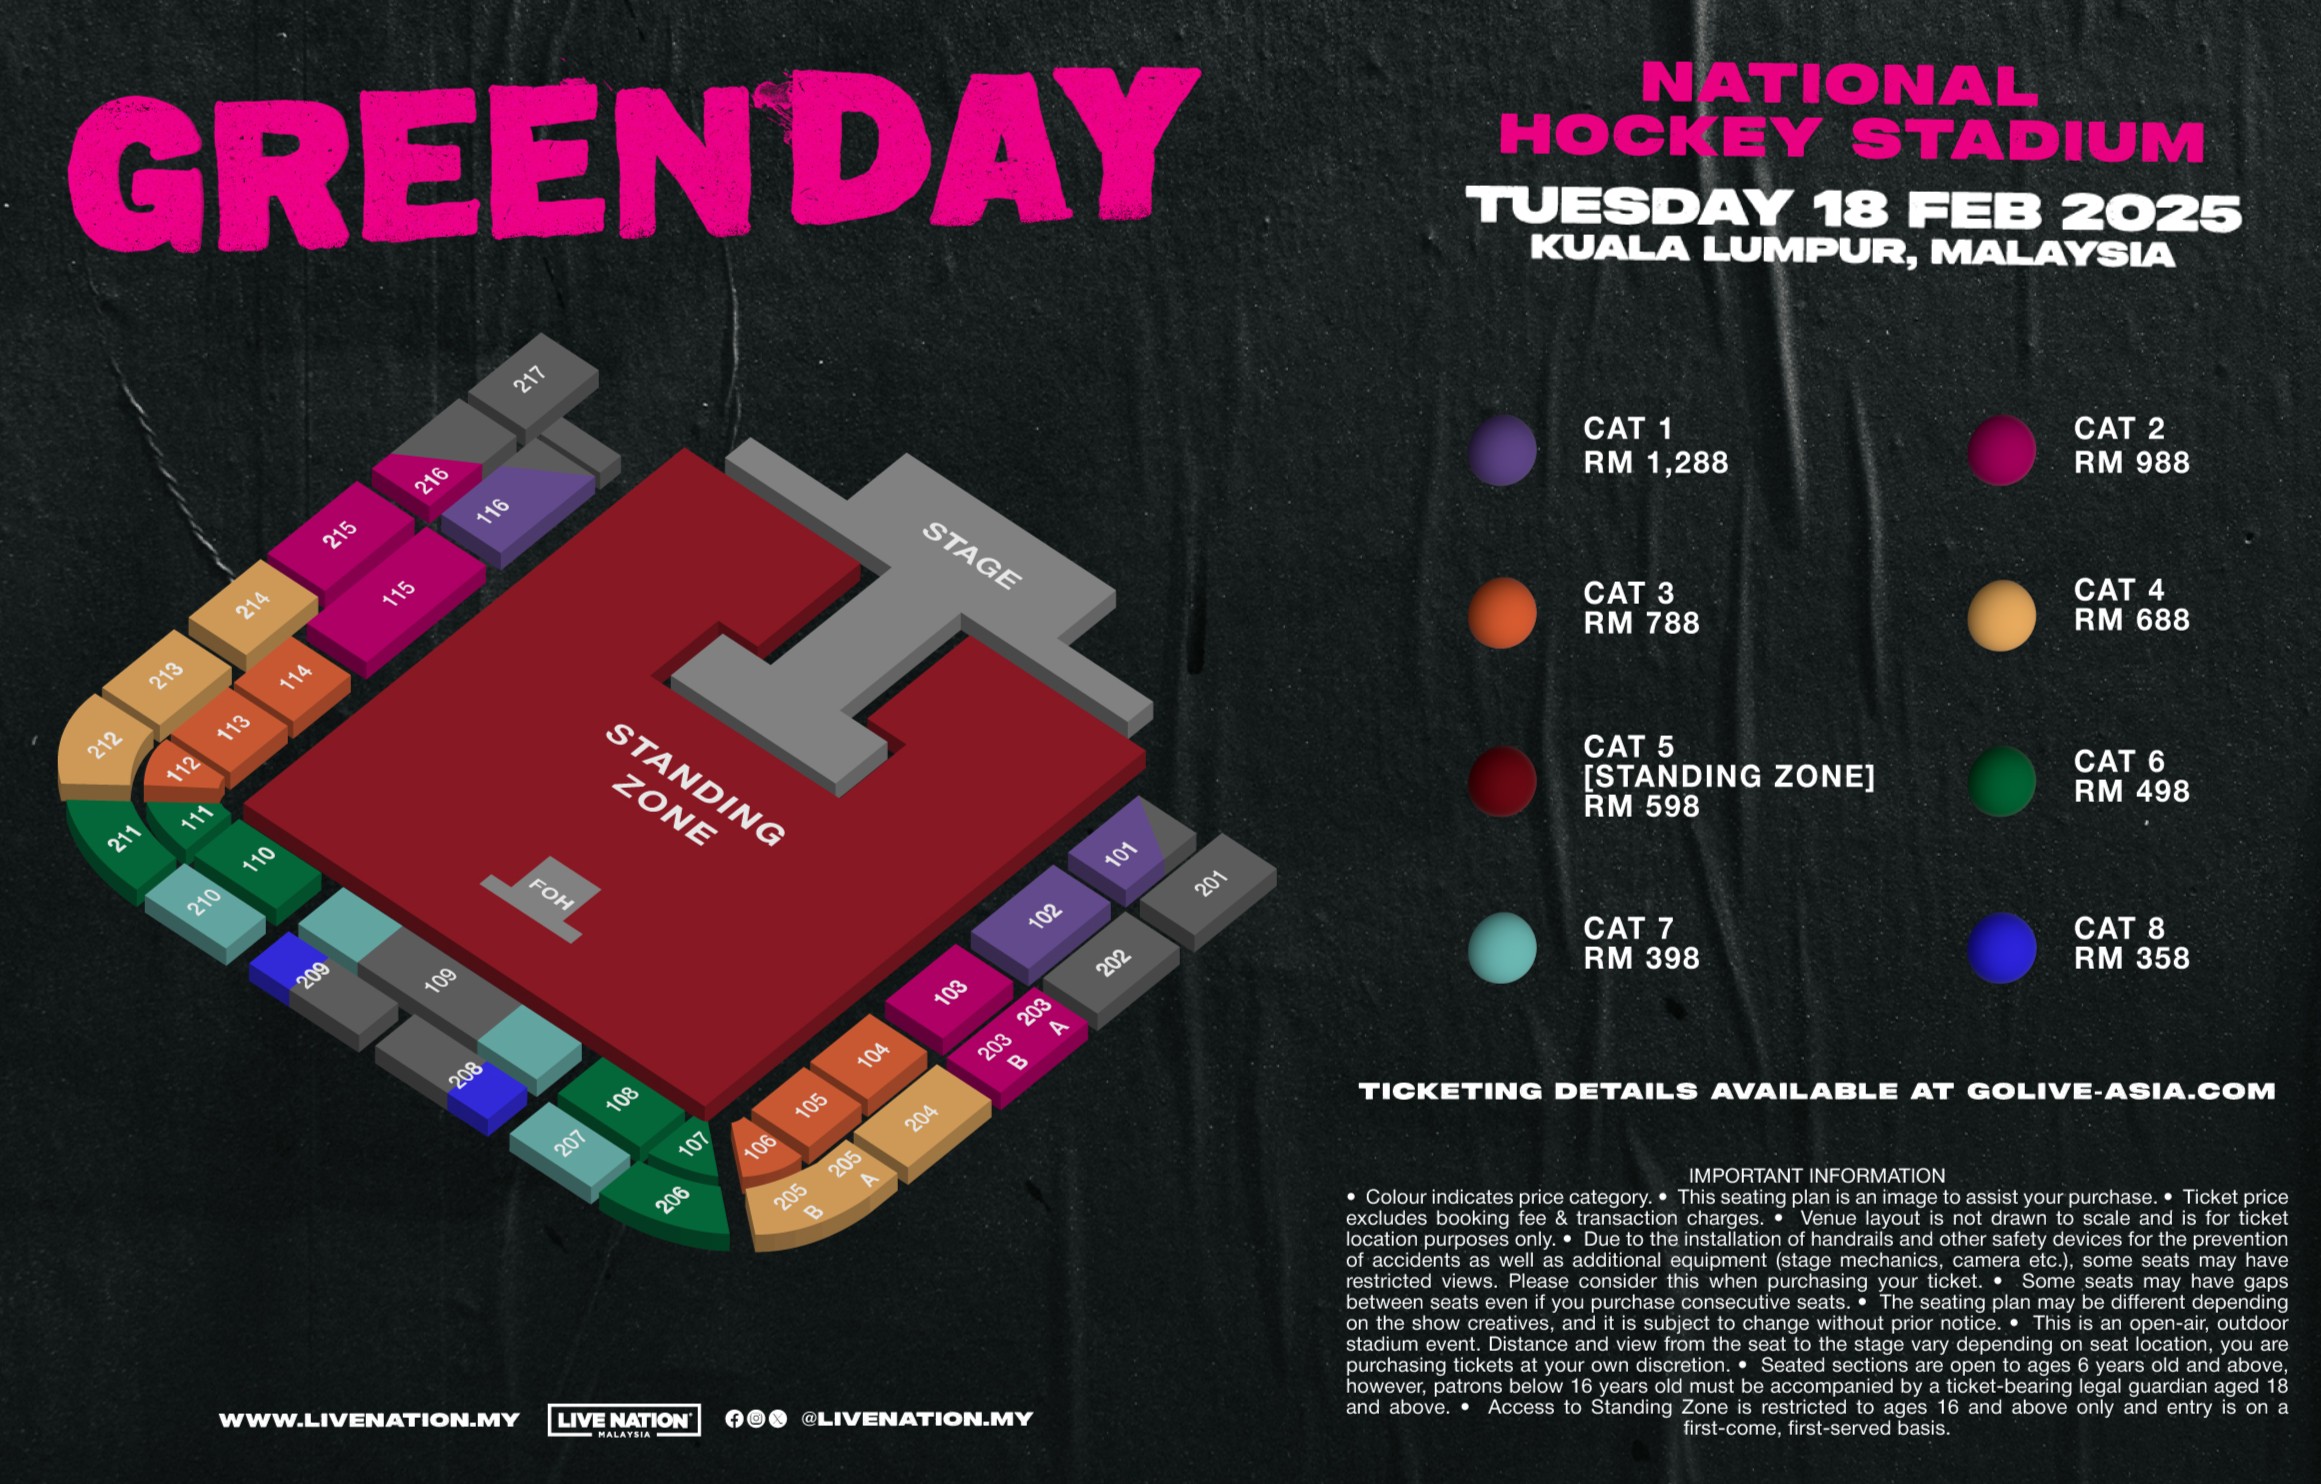 GREEN DAY
NATIONAL
HOCKEY STADIUM
TUESDAY 18 FEB 2025
KUALA LUMPUR, MALAYSIA
217
216
116
215
115
214
114
213
113
212
112
211
111
110
210
109
209
208
108
207
107
206
STAGE
STANDING
ZONE
FOH
101
201
102
202
103
203
A
203
B
104
204
105
106
205
A
205
B
CAT 1
RM 1,288
CAT 2
RM 988
CAT 3
RM 788
CAT 4
RM 688
CAT 5
[STANDING ZONE]
RM 598
CAT 6
RM 498
CAT 7
RM 398
CAT 8
RM 358
TICKETING DETAILS AVAILABLE AT GOLIVE-ASIA.COM
IMPORTANT INFORMATION
• Colour indicates price category. • This seating plan is an image to assist your purchase. • Ticket price
excludes booking fee & transaction charges. • Venue layout is not drawn to scale and is for ticket
location purposes only. • Due to the installation of handrails and other safety devices for the prevention
of accidents as well as additional equipment (stage mechanics, camera etc.), some seats may have
restricted views. Please consider this when purchasing your ticket. • Some seats may have gaps
between seats even if you purchase consecutive seats. • The seating plan may be different depending
on the show creatives, and it is subject to change without prior notice. • This is an open-air, outdoor
stadium event. Distance and view from the seat to the stage vary depending on seat location, you are
purchasing tickets at your own discretion. • Seated sections are open to ages 6 years old and above,
however, patrons below 16 years old must be accompanied by a ticket-bearing legal guardian aged 18
and above. • Access to Standing Zone is restricted to ages 16 and above only and entry is on a
first-come, first-served basis.
WWW.LIVENATION.MY
LIVE NATION
MALAYSIA
@LIVENATION.MY